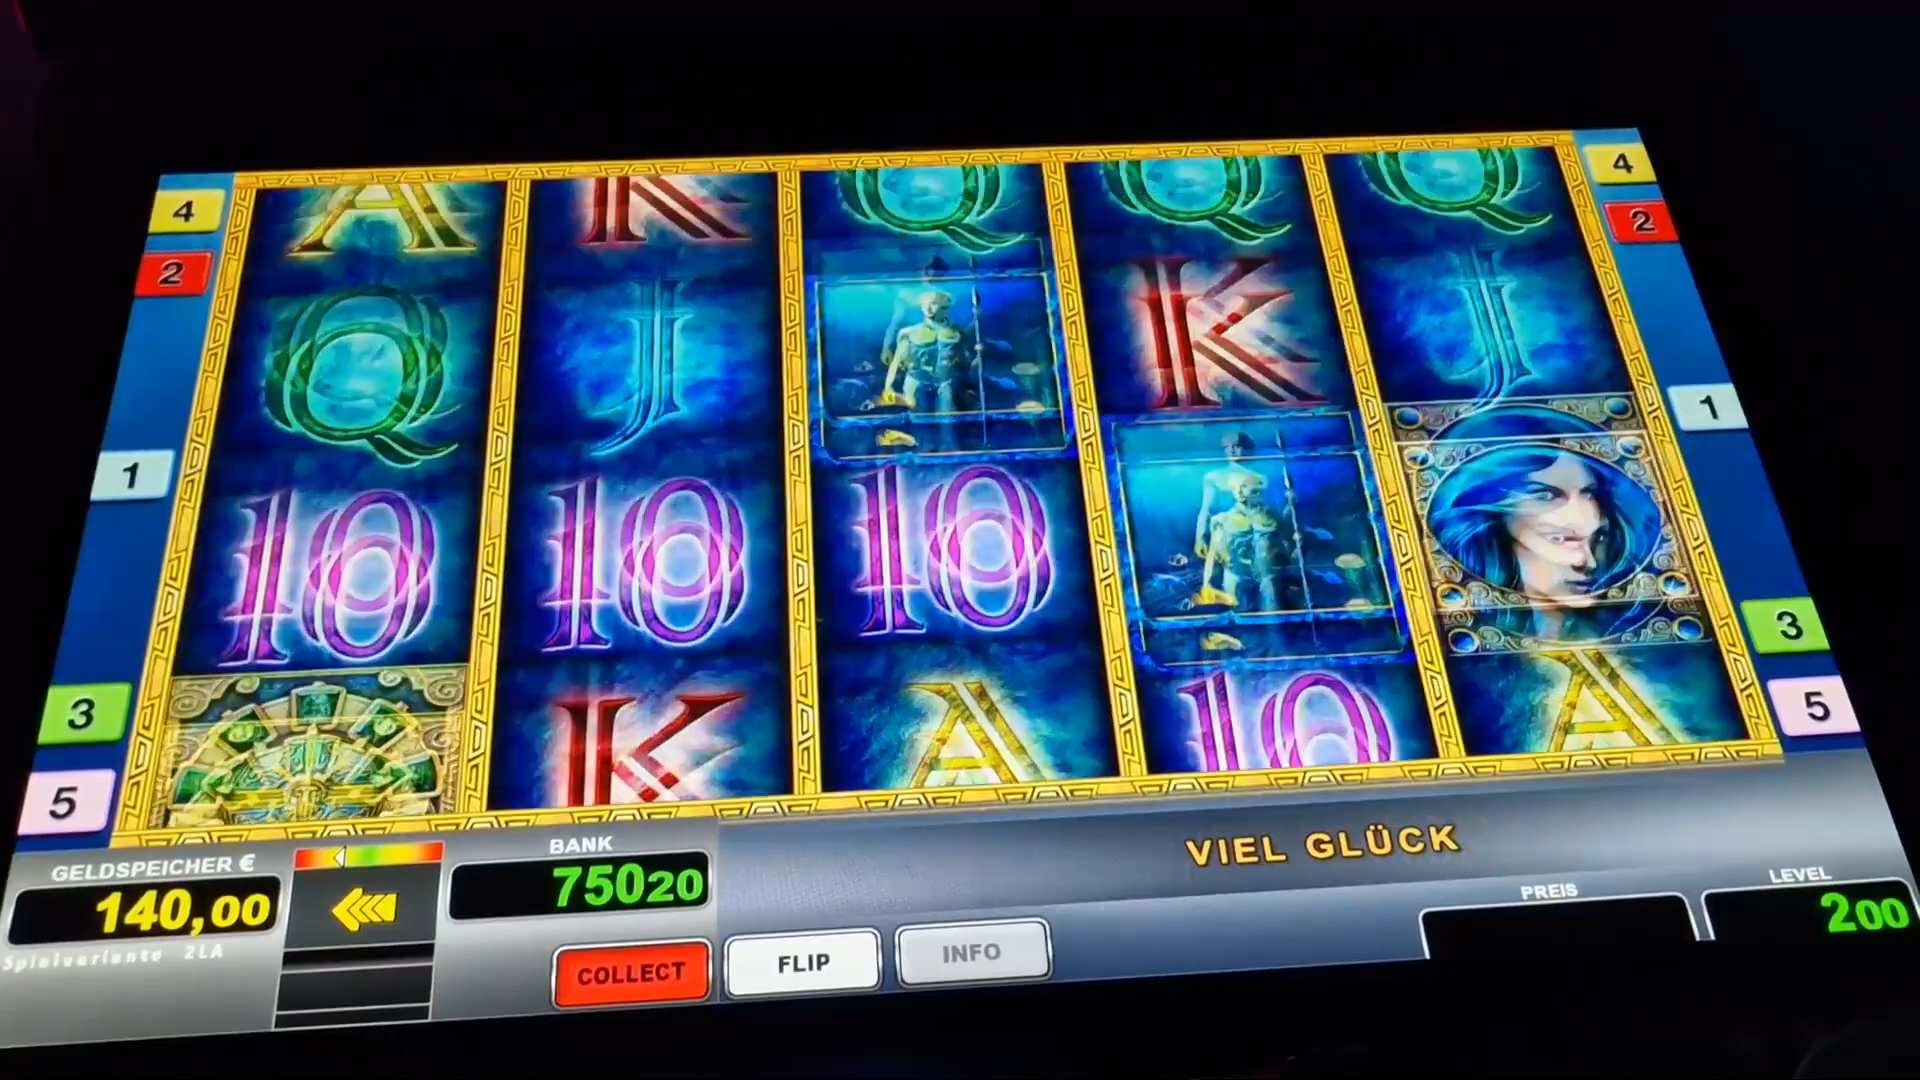 A K Q Q Q
4 4
2 2
Q J K J
1 1
10 10 10
3 3
K A 10 A
5 5
VIEL GLÜCK
GELDSPEICHER € BANK PREIS LEVEL
140,00 75020 200
Spielvariante 2LA
COLLECT FLIP INFO